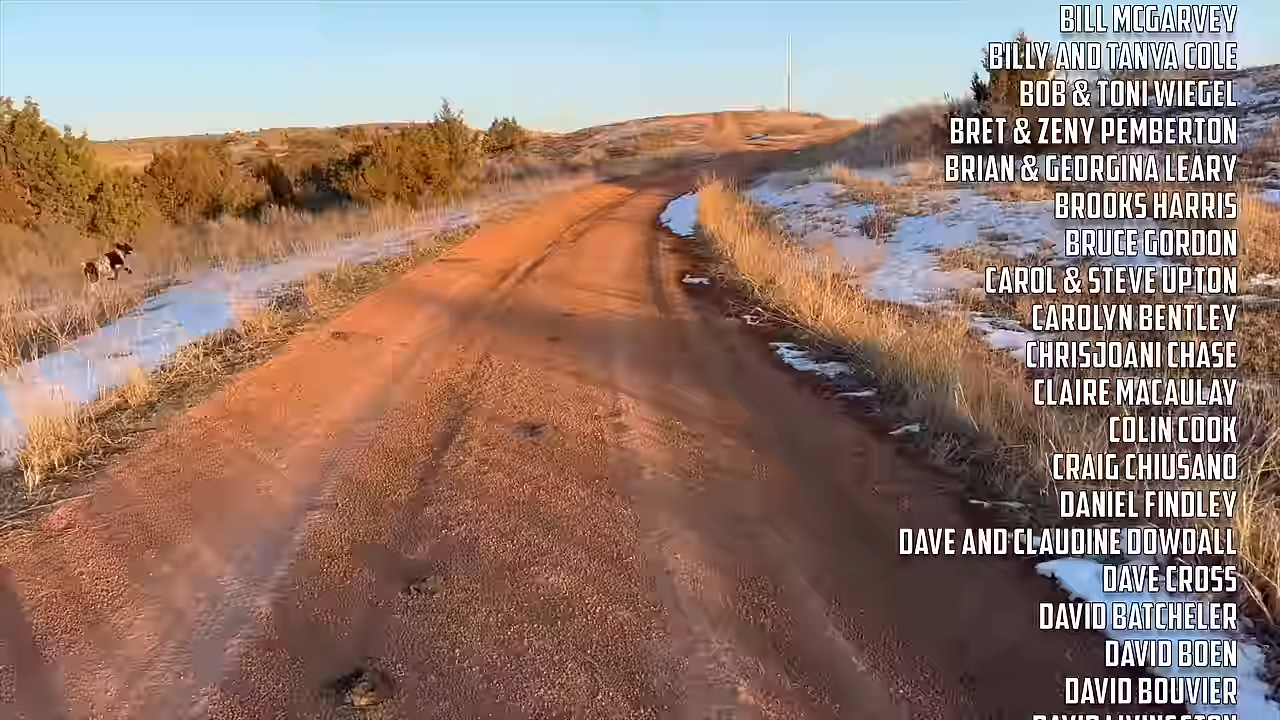 BILL MCGARVEY
BILLY AND TANYA COLE
BOB & TONI WIEGEL
BRET & ZENY PEMBERTON
BRIAN & GEORGINA LEARY
BROOKS HARRIS
BRUCE GORDON
CAROL & STEVE UPTON
CAROLYN BENTLEY
CHRISJOANI CHASE
CLAIRE MACAULAY
COLIN COOK
CRAIG CHIUSANO
DANIEL FINDLEY
DAVE AND CLAUDINE DOWDALL
DAVE CROSS
DAVID BATCHELER
DAVID BOEN
DAVID BOUVIER
DAVID LIVINGSTON